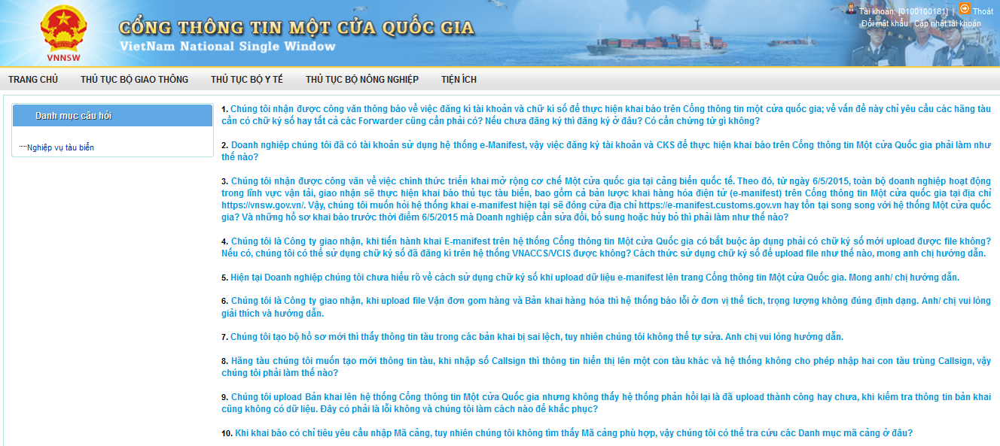 Tài khoản: [0100100181] | Thoát
CỔNG THÔNG TIN MỘT CỬA QUỐC GIA
Đổi mật khẩu Cập nhật tài khoản
VietNam National Single Window
VNNSW
TRANG CHỦ THỦ TỤC BỘ GIAO THÔNG THỦ TỤC BỘ Y TẾ THỦ TỤC BỘ NÔNG NGHIỆP TIỆN ÍCH
Danh mục câu hỏi
Nghiệp vụ tàu biển
1. Chúng tôi nhận được công văn thông báo về việc đăng kí tài khoản và chữ kí số để thực hiện khai báo trên Cổng thông tin một cửa quốc gia; về vấn đề này chỉ yêu cầu các hãng tàu
cần có chữ ký số hay tất cả các Forwarder cũng cần phải có? Nếu chưa đăng ký thì đăng ký ở đâu? Có cần chứng từ gì không?
2. Doanh nghiệp chúng tôi đã có tài khoản sử dụng hệ thống e-Manifest, vậy việc đăng ký tài khoản và CKS để thực hiện khai báo trên Cổng thông tin Một cửa Quốc gia phải làm như
thế nào?
3. Chúng tôi nhận được công văn về việc chính thức triển khai mở rộng cơ chế Một cửa quốc gia tại cảng biển quốc tế. Theo đó, từ ngày 6/5/2015, toàn bộ doanh nghiệp hoạt động
trong lĩnh vực vận tải, giao nhận sẽ thực hiện khai báo thủ tục tàu biển, bao gồm cả bản lược khai hàng hóa điện tử (e-manifest) trên Cổng thông tin Một cửa quốc gia tại địa chỉ
https://vnsw.gov.vn/. Vậy, chúng tôi muốn hỏi hệ thống khai e-manifest hiện tại sẽ đóng cửa địa chỉ https://e-manifest.customs.gov.vn hay tồn tại song song với hệ thống Một cửa quốc
gia? Và những hồ sơ khai báo trước thời điểm 6/5/2015 mà Doanh nghiệp cần sửa đổi, bổ sung hoặc hủy bỏ thì phải làm như thế nào?
4. Chúng tôi là Công ty giao nhận, khi tiến hành khai E-manifest trên hệ thống Cổng thông tin Một cửa Quốc gia có bắt buộc áp dụng phải có chữ ký số mới upload được file không?
Nếu có, chúng tôi có thể sử dụng chữ ký số đã đăng kí trên hệ thống VNACCS/VCIS được không? Cách thức sử dụng chữ ký số để upload file như thế nào, mong anh chị hướng dẫn.
5. Hiện tại Doanh nghiệp chúng tôi chưa hiểu rõ về cách sử dụng chữ ký số khi upload dữ liệu e-manifest lên trang Cổng thông tin Một cửa Quốc gia. Mong anh/ chị hướng dẫn.
6. Chúng tôi là Công ty giao nhận, khi upload file Vận đơn gom hàng và Bản khai hàng hóa thì hệ thống báo lỗi ở đơn vị thể tích, trọng lượng không đúng định dạng. Anh/ chị vui lòng
giải thích và hướng dẫn.
7. Chúng tôi tạo bộ hồ sơ mới thì thấy thông tin tàu trong các bản khai bị sai lệch, tuy nhiên chúng tôi không thể tự sửa. Anh chị vui lòng hướng dẫn.
8. Hãng tàu chúng tôi muốn tạo mới thông tin tàu, khi nhập số Callsign thì thông tin hiển thị lên một con tàu khác và hệ thống không cho phép nhập hai con tàu trùng Callsign, vậy
chúng tôi phải làm thế nào?
9. Chúng tôi upload Bản khai lên hệ thống Cổng thông tin Một cửa Quốc gia nhưng không thấy hệ thống phản hồi lại là đã upload thành công hay chưa, khi kiểm tra thông tin bản khai
cũng không có dữ liệu. Đây có phải là lỗi không và chúng tôi làm cách nào để khắc phục?
10. Khi khai báo có chỉ tiêu yêu cầu nhập Mã cảng, tuy nhiên chúng tôi không tìm thấy Mã cảng phù hợp, vậy chúng tôi có thể tra cứu các Danh mục mã cảng ở đâu?